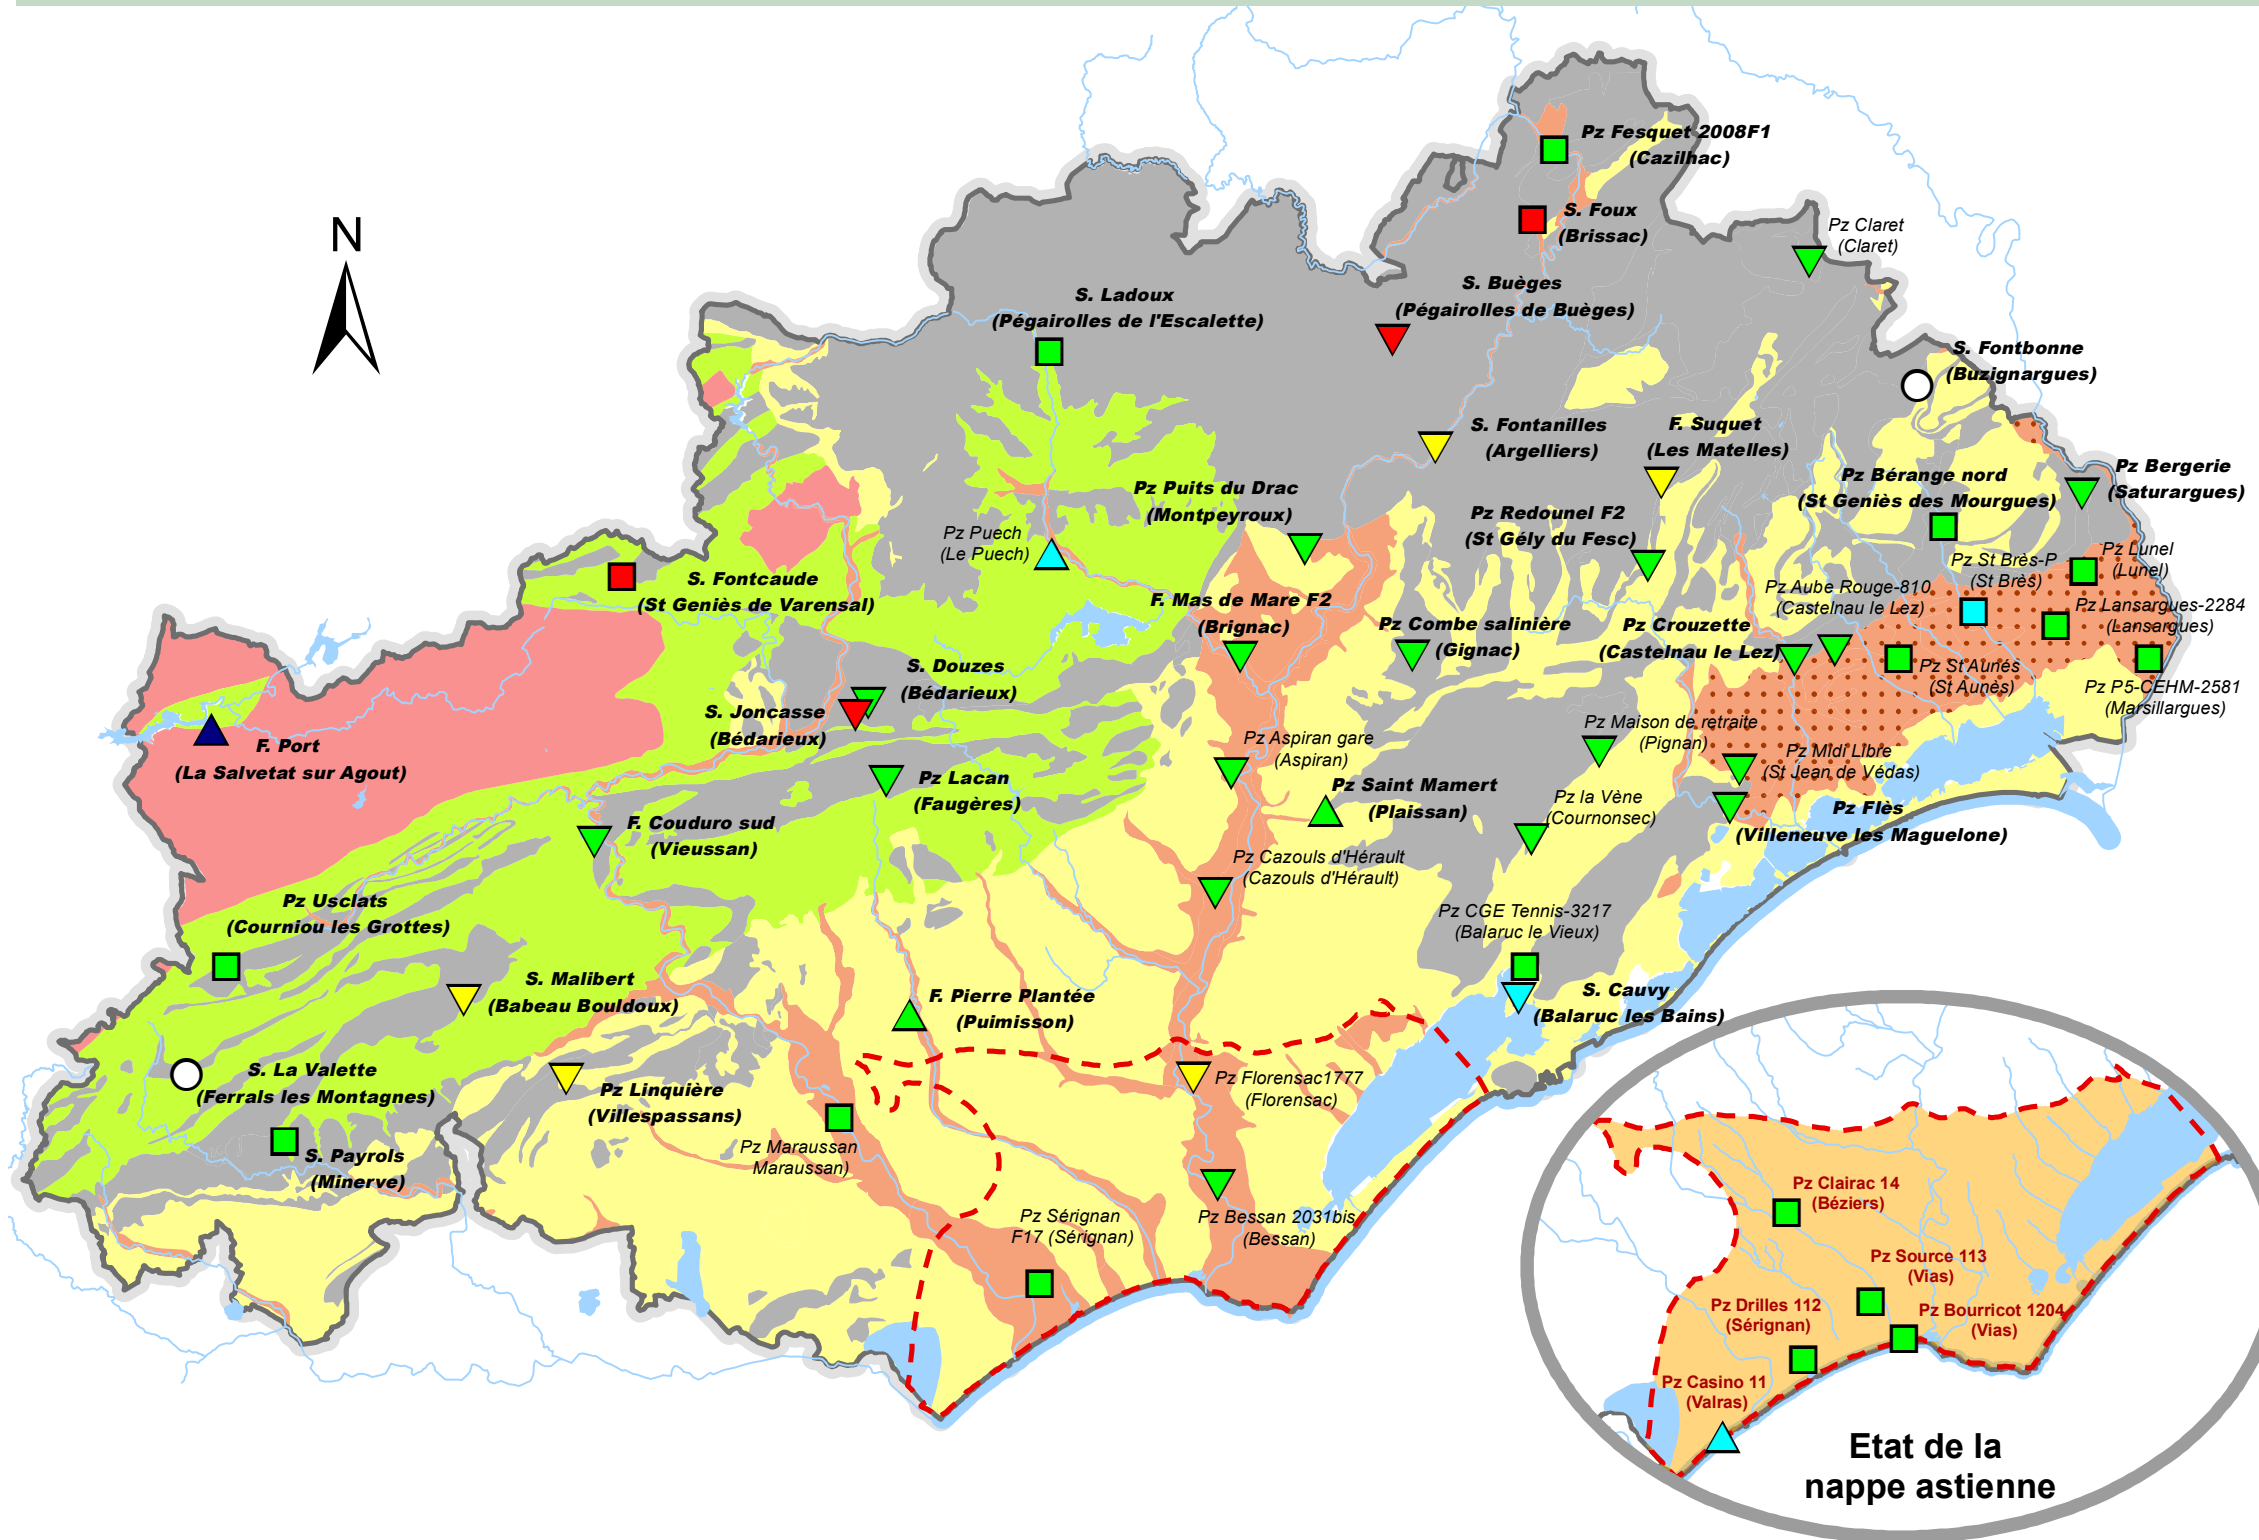 Pz Fesquet 2008F1
(Cazilhac)
N
S. Foux
(Brissac)
Pz Claret
(Claret)
S. Ladoux
(Pégairolles de l'Escalette)
S. Buèges
(Pégairolles de Buèges)
S. Fontbonne
(Buzignargues)
S. Fontanilles
(Argelliers)
F. Suquet
(Les Matelles)
Pz Bérange nord
(St Geniès des Mourgues)
Pz Bergerie
(Saturargues)
Pz Puits du Drac
(Montpeyroux)
Pz Redounel F2
(St Gély du Fesc)
Pz Puech
(Le Puech)
Pz St Brès-P
(St Brès)
Pz Lunel
(Lunel)
S. Fontcaude
(St Geniès de Varensal)
Pz Aube Rouge-810
(Castelnau le Lez)
F. Mas de Mare F2
(Brignac)
Pz Combe salinière
(Gignac)
Pz Crouzette
(Castelnau le Lez)
Pz Lansargues-2284
(Lansargues)
S. Douzes
(Bédarieux)
Pz St Aunés
(St Aunès)
Pz P5-CEHM-2581
(Marsillargues)
S. Joncasse
(Bédarieux)
F. Port
(La Salvetat sur Agout)
Pz Aspiran gare
(Aspiran)
Pz Maison de retraite
(Pignan)
Pz Midi Libre
(St Jean de Védas)
Pz Lacan
(Faugères)
Pz Saint Mamert
(Plaissan)
Pz la Vène
(Cournonsec)
Pz Flès
(Villeneuve les Maguelone)
F. Couduro sud
(Vieussan)
Pz Cazouls d'Hérault
(Cazouls d'Hérault)
Pz Usclats
(Courniou les Grottes)
Pz CGE Tennis-3217
(Balaruc le Vieux)
S. Malibert
(Babeau Bouldoux)
F. Pierre Plantée
(Puimisson)
S. Cauvy
(Balaruc les Bains)
S. La Valette
(Ferrals les Montagnes)
Pz Linquière
(Villespassans)
Pz Florensac1777
(Florensac)
S. Payrols
(Minerve)
Pz Maraussan
Maraussan)
Pz Sérignan
F17 (Sérignan)
Pz Bessan 2031bis
(Bessan)
Pz Clairac 14
(Béziers)
Pz Source 113
(Vias)
Pz Drilles 112
(Sérignan)
Pz Bourricot 1204
(Vias)
Pz Casino 11
(Valras)
Etat de la
nappe astienne